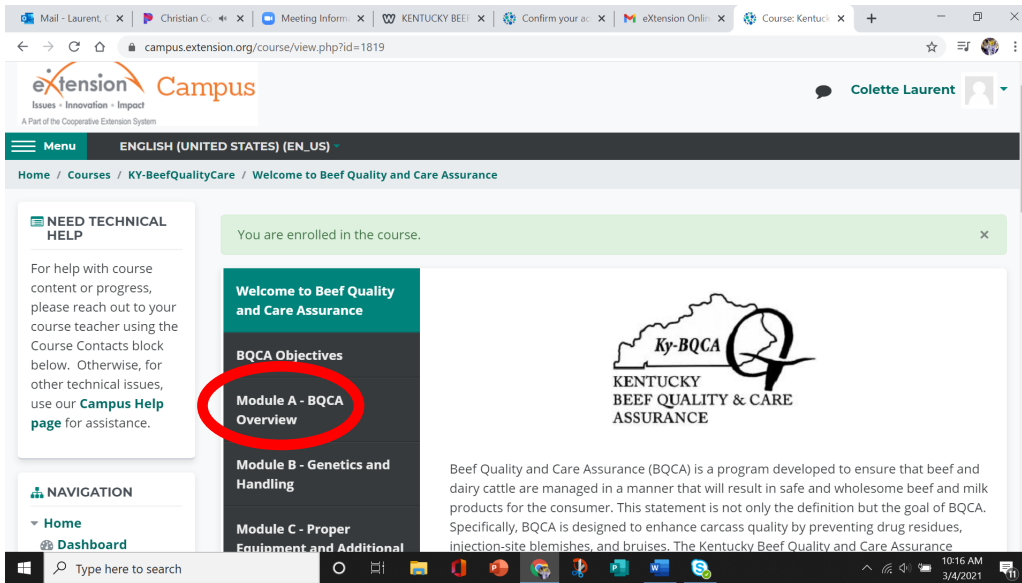 Mail - Laurent, C
Christian Co
Meeting Inform
KENTUCKY BEEF
Confirm your ac
eXtension Onlin
Course: Kentuck
campus.extension.org/course/view.php?id=1819
eXtension Campus
Issues - Innovation - Impact
A Part of the Cooperative Extension System
Colette Laurent
Menu
ENGLISH (UNITED STATES) (EN_US)
Home / Courses / KY-BeefQualityCare / Welcome to Beef Quality and Care Assurance
NEED TECHNICAL
HELP
For help with course
content or progress,
please reach out to your
course teacher using the
Course Contacts block
below. Otherwise, for
other technical issues,
use our Campus Help
page for assistance.
NAVIGATION
Home
Dashboard
You are enrolled in the course.
Welcome to Beef Quality
and Care Assurance
BQCA Objectives
Module A - BQCA
Overview
Module B - Genetics and
Handling
Module C - Proper
Equipment and Additional
Ky-BQCA
KENTUCKY
BEEF QUALITY & CARE
ASSURANCE
Beef Quality and Care Assurance (BQCA) is a program developed to ensure that beef and
dairy cattle are managed in a manner that will result in safe and wholesome beef and milk
products for the consumer. This statement is not only the definition but the goal of BQCA.
Specifically, BQCA is designed to enhance carcass quality by preventing drug residues,
injection-site blemishes, and bruises. The Kentucky Beef Quality and Care Assurance
Type here to search
10:16 AM
3/4/2021
11